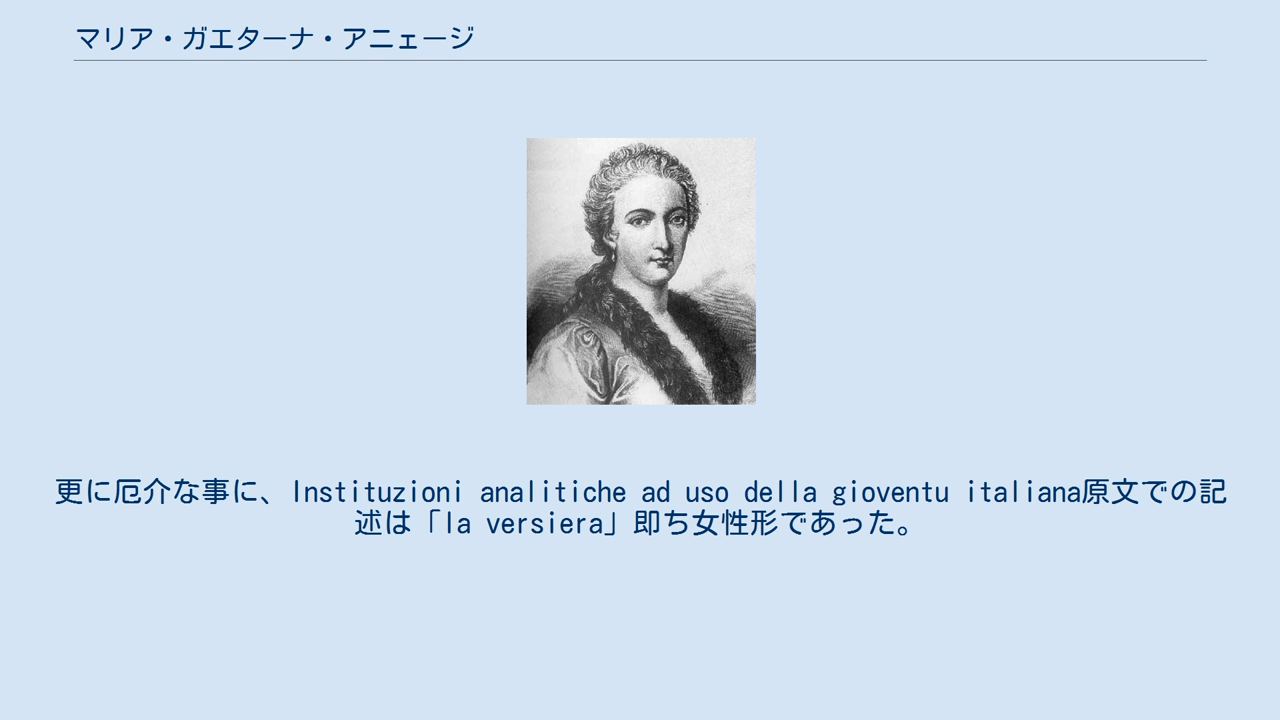 マリア・ガエターナ・アニェージ
更に厄介な事に、Instituzioni analitiche ad uso della gioventu italiana原文での記
述は「la versiera」即ち女性形であった。